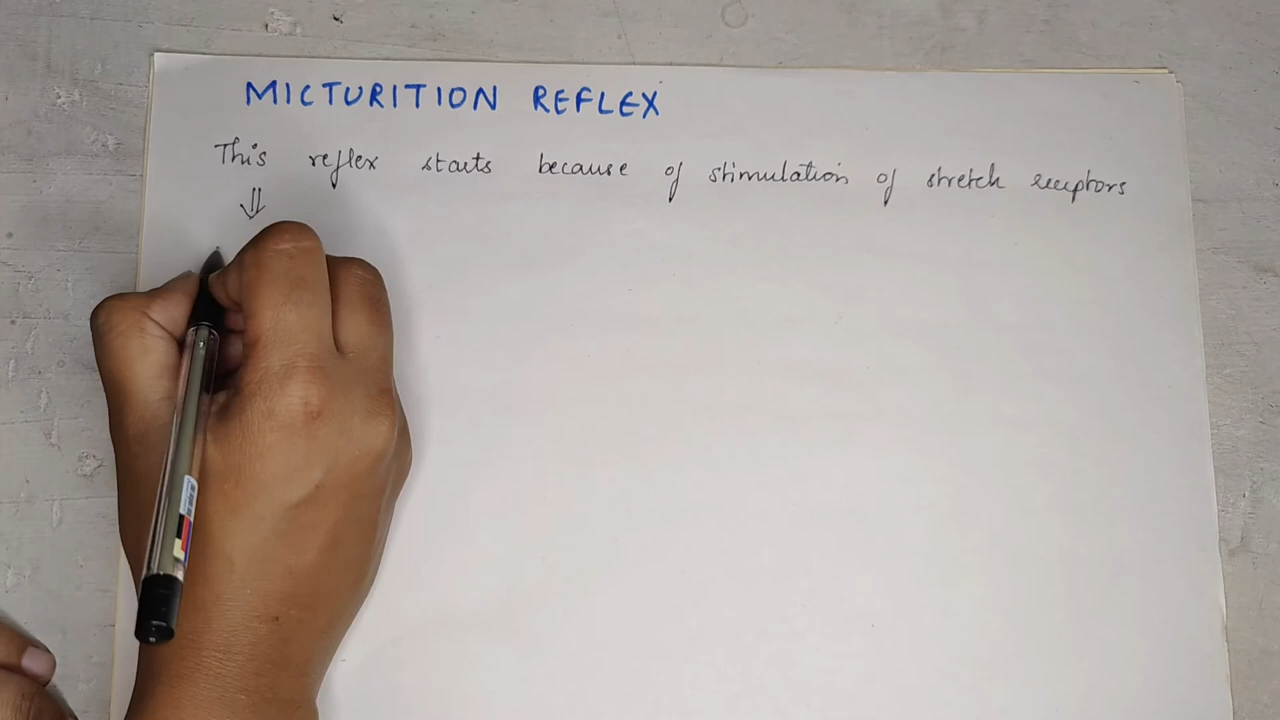 MICTURITION REFLEX
This reflex starts because of stimulation of stretch receptors
⇓